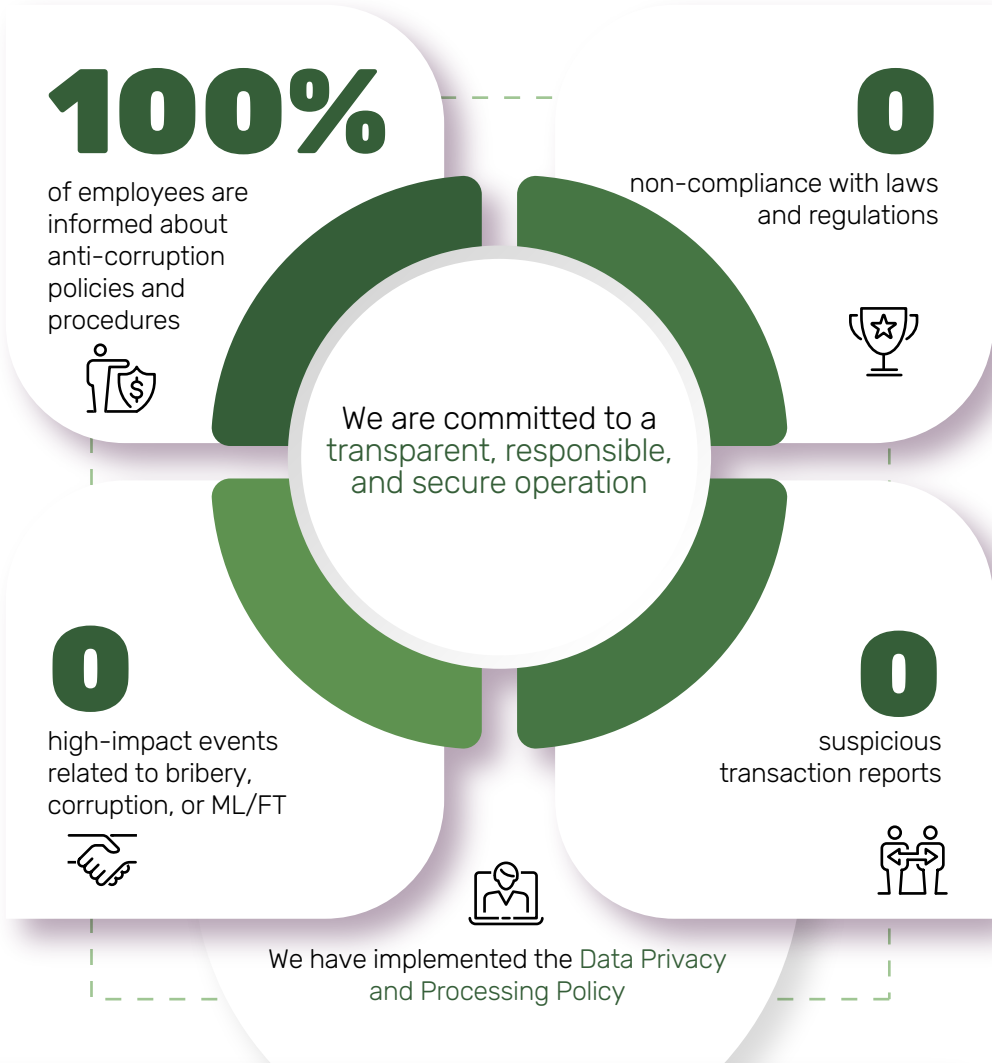 100%
of employees are
informed about
anti-corruption
policies and
procedures
0
non-compliance with laws
and regulations
We are committed to a
transparent, responsible,
and secure operation
0
high-impact events
related to bribery,
corruption, or ML/FT
0
suspicious
transaction reports
We have implemented the Data Privacy
and Processing Policy